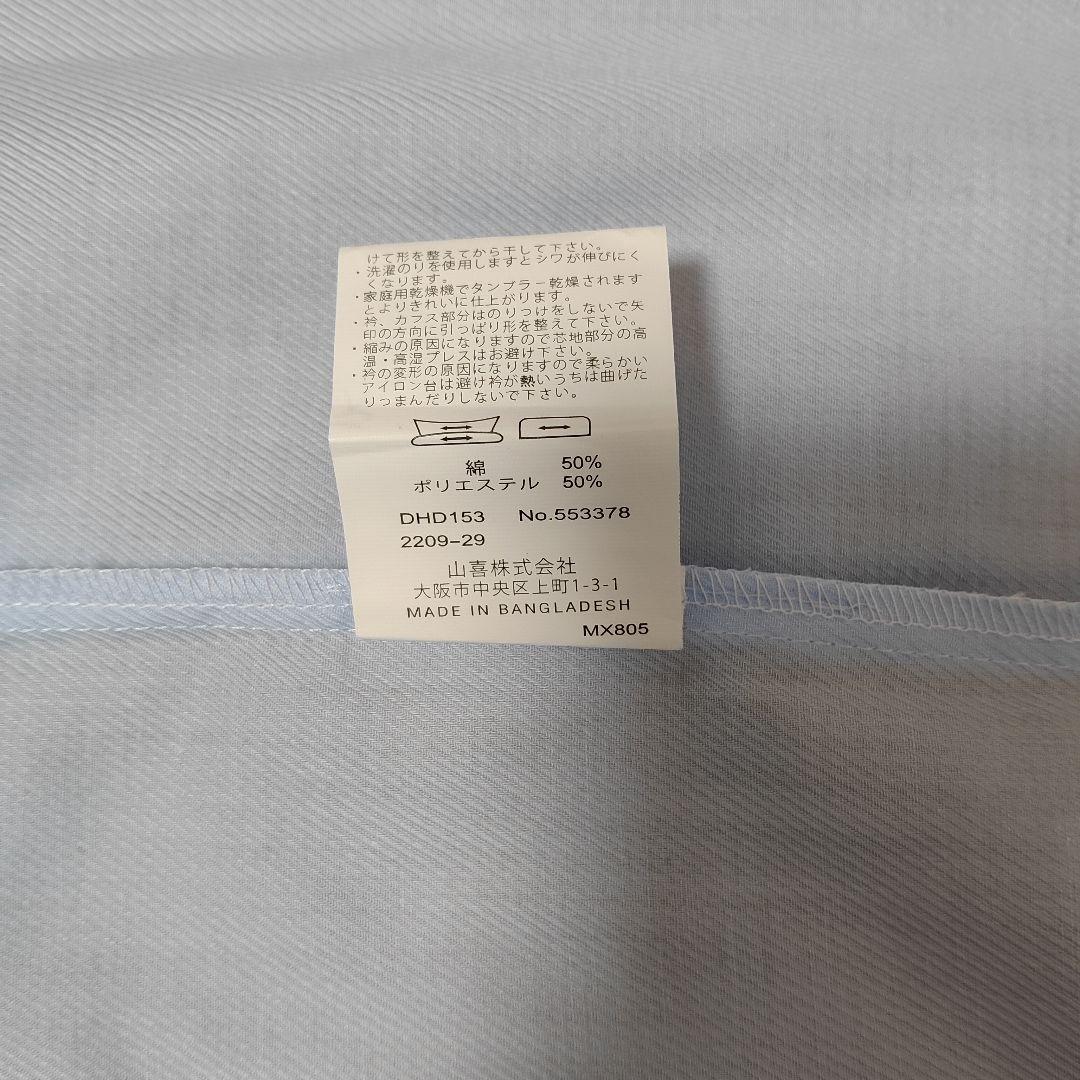 けて形を整えてから干して下さい。
・洗濯のりを使用しますとシワが伸びにく
くなります。
・家庭用乾燥機でタンブラー乾燥されます
とよりきれいに仕上がります。
・衿、カフス部分はのりつけをしないで矢
印の方向に引っぱり形を整えて下さい。
・縮みの原因になりますので芯地部分の高
温・高湿プレスはお避け下さい。
・衿の変形の原因になりますので柔らかい
アイロン台は避け衿が熱いうちは曲げた
りつまんだりしないで下さい。
綿 50%
ポリエステル 50%
DHD153 No.553378
2209-29
山喜株式会社
大阪市中央区上町1-3-1
MADE IN BANGLADESH
MX805